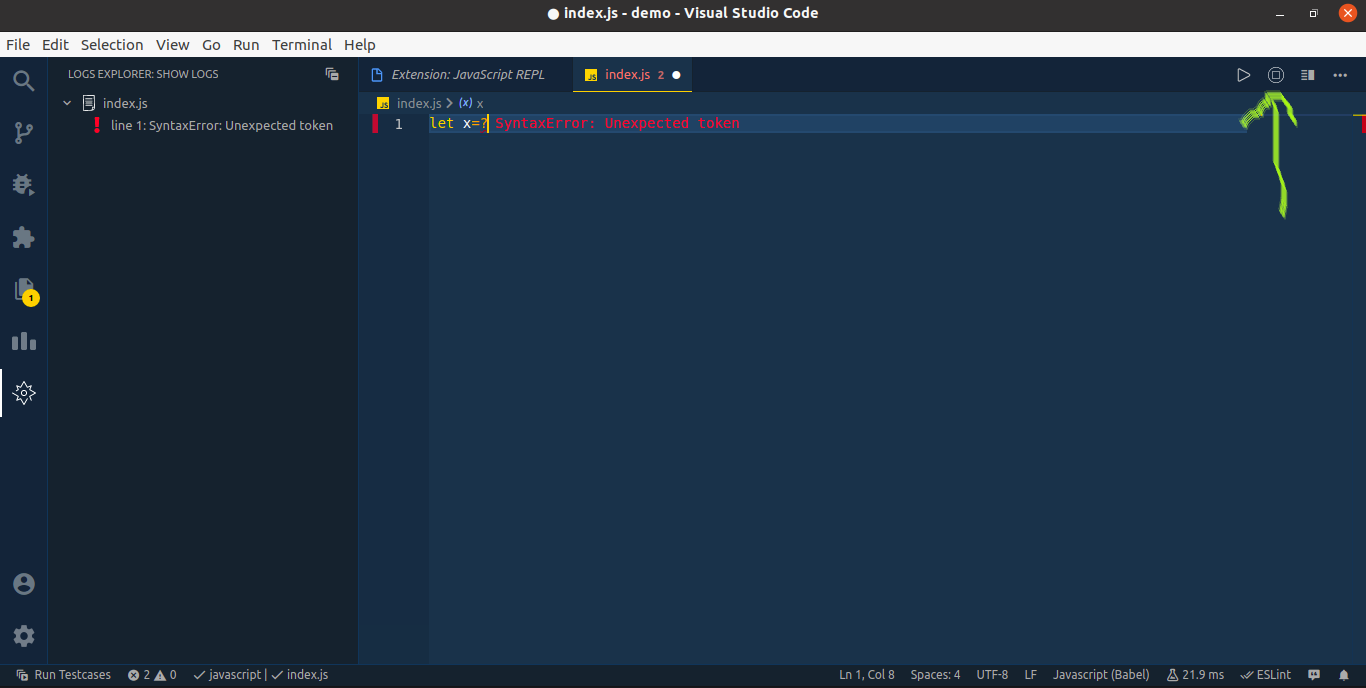 ● index.js - demo - Visual Studio Code
File Edit Selection View Go Run Terminal Help
LOGS EXPLORER: SHOW LOGS
index.js
line 1: SyntaxError: Unexpected token
Extension: JavaScript REPL
JS index.js 2 ●
JS index.js > (x) x
1 let x=? SyntaxError: Unexpected token
1
Run Testcases 2 0 javascript | index.js
Ln 1, Col 8 Spaces: 4 UTF-8 LF Javascript (Babel) 21.9 ms ESLint